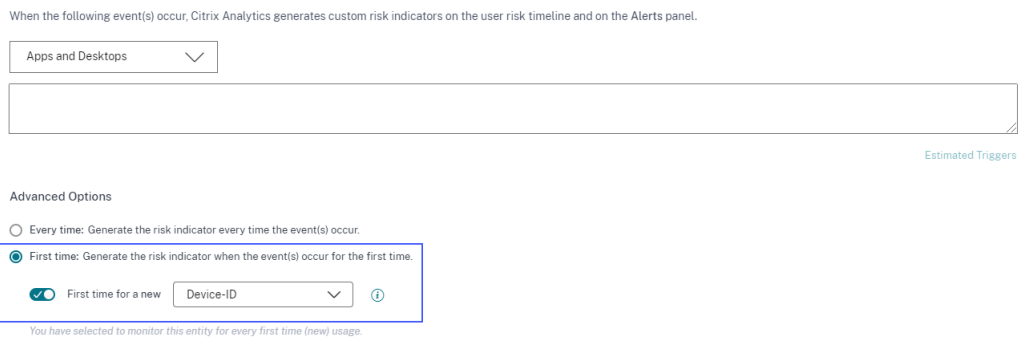 When the following event(s) occur, Citrix Analytics generates custom risk indicators on the user risk timeline and on the Alerts panel.
Apps and Desktops
Estimated Triggers
Advanced Options
Every time: Generate the risk indicator every time the event(s) occur.
First time: Generate the risk indicator when the event(s) occur for the first time.
First time for a new Device-ID
You have selected to monitor this entity for every first time (new) usage.